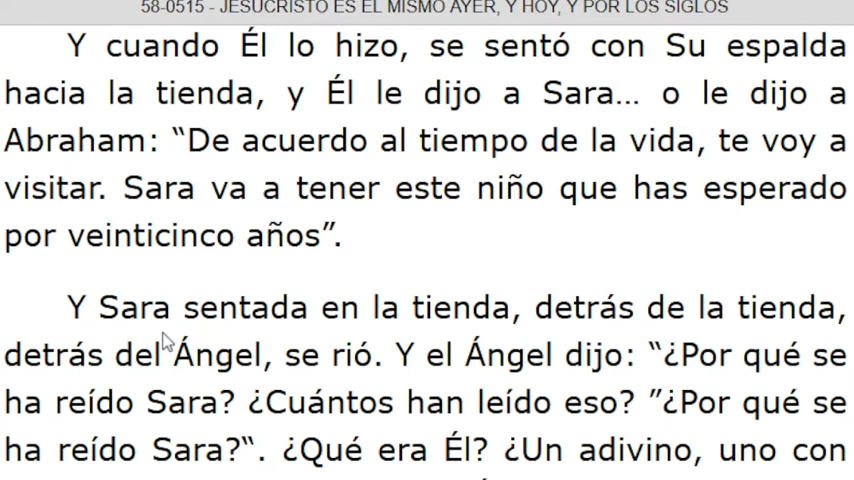 58-0515 - JESUCRISTO ES EL MISMO AYER, Y HOY, Y POR LOS SIGLOS
Y cuando Él lo hizo, se sentó con Su espalda
hacia la tienda, y Él le dijo a Sara... o le dijo a
Abraham: “De acuerdo al tiempo de la vida, te voy a
visitar. Sara va a tener este niño que has esperado
por veinticinco años”.
Y Sara sentada en la tienda, detrás de la tienda,
detrás del Ángel, se rió. Y el Ángel dijo: “¿Por qué se
ha reído Sara? ¿Cuántos han leído eso? ”¿Por qué se
ha reído Sara?“. ¿Qué era Él? ¿Un adivino, uno con